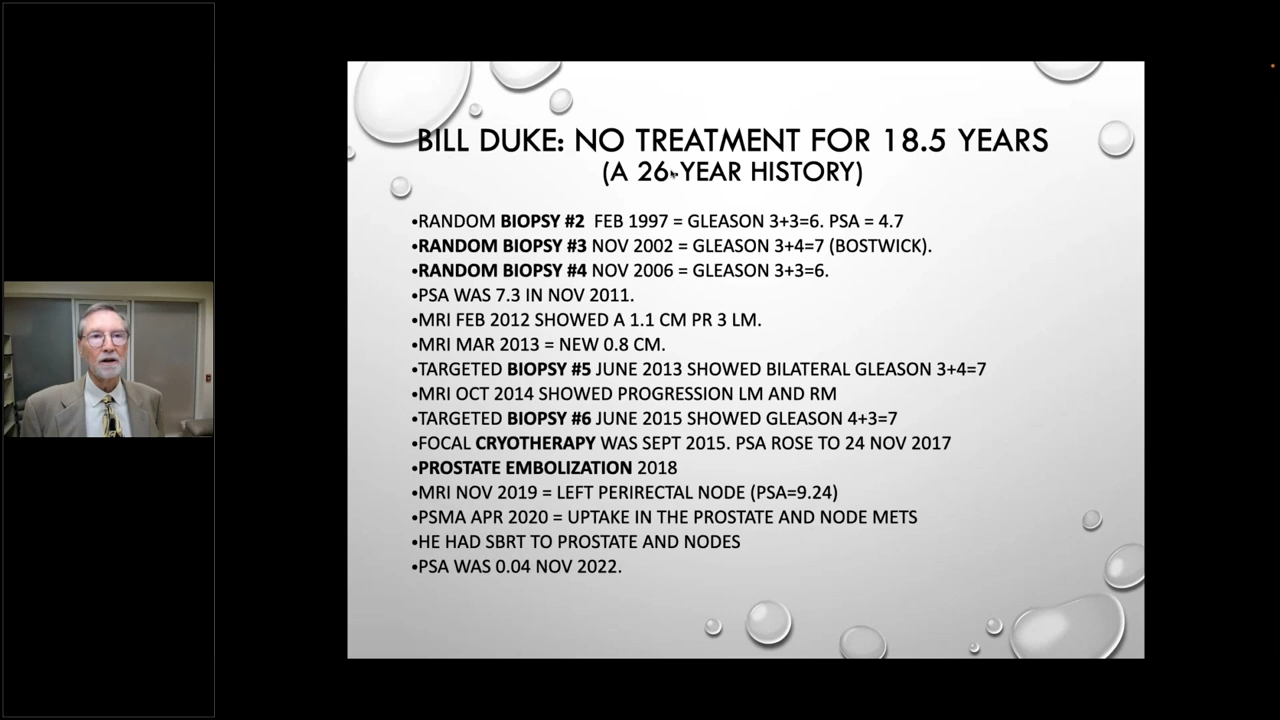 BILL DUKE: NO TREATMENT FOR 18.5 YEARS
(A 26-YEAR HISTORY)
•RANDOM BIOPSY #2 FEB 1997 = GLEASON 3+3=6. PSA = 4.7
•RANDOM BIOPSY #3 NOV 2002 = GLEASON 3+4=7 (BOSTWICK).
•RANDOM BIOPSY #4 NOV 2006 = GLEASON 3+3=6.
•PSA WAS 7.3 IN NOV 2011.
•MRI FEB 2012 SHOWED A 1.1 CM PR 3 LM.
•MRI MAR 2013 = NEW 0.8 CM.
•TARGETED BIOPSY #5 JUNE 2013 SHOWED BILATERAL GLEASON 3+4=7
•MRI OCT 2014 SHOWED PROGRESSION LM AND RM
•TARGETED BIOPSY #6 JUNE 2015 SHOWED GLEASON 4+3=7
•FOCAL CRYOTHERAPY WAS SEPT 2015. PSA ROSE TO 24 NOV 2017
•PROSTATE EMBOLIZATION 2018
•MRI NOV 2019 = LEFT PERIRECTAL NODE (PSA=9.24)
•PSMA APR 2020 = UPTAKE IN THE PROSTATE AND NODE METS
•HE HAD SBRT TO PROSTATE AND NODES
•PSA WAS 0.04 NOV 2022.